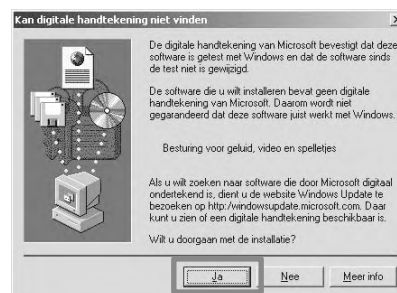 Kan digitale handtekening niet vinden
De digitale handtekening van Microsoft bevestigt dat deze
software is getest met Windows en dat de software sinds
de test niet is gewijzigd.
De software die u wilt installeren bevat geen digitale
handtekening van Microsoft. Daarom wordt niet
gegarandeerd dat deze software juist werkt met Windows.
Besturing voor geluid, video en spelletjes
Als u wilt zoeken naar software die door Microsoft digitaal
ondertekend is, dient u de website Windows Update te
bezoeken op http:/windowsupdate.microsoft.com. Daar
kunt u zien of een digitale handtekening beschikbaar is.
Wilt u doorgaan met de installatie?
Ja Nee Meer info